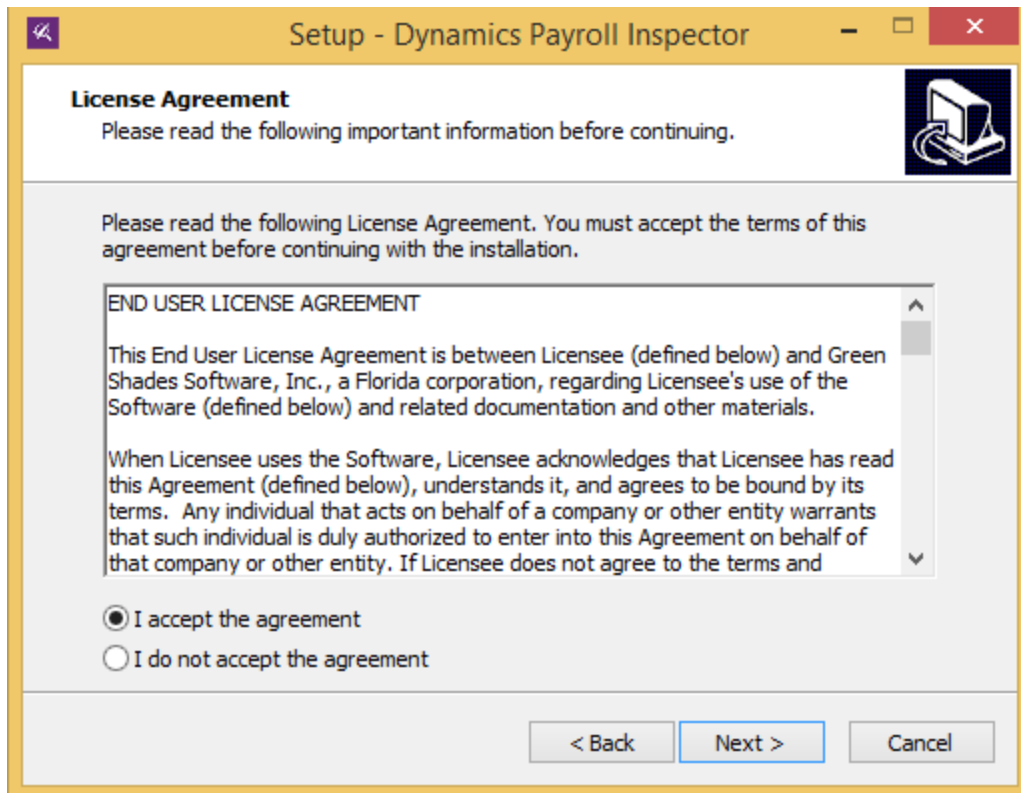 Setup - Dynamics Payroll Inspector
License Agreement
Please read the following important information before continuing.
Please read the following License Agreement. You must accept the terms of this
agreement before continuing with the installation.
END USER LICENSE AGREEMENT
This End User License Agreement is between Licensee (defined below) and Green
Shades Software, Inc., a Florida corporation, regarding Licensee's use of the
Software (defined below) and related documentation and other materials.
When Licensee uses the Software, Licensee acknowledges that Licensee has read
this Agreement (defined below), understands it, and agrees to be bound by its
terms.  Any individual that acts on behalf of a company or other entity warrants
that such individual is duly authorized to enter into this Agreement on behalf of
that company or other entity. If Licensee does not agree to the terms and
I accept the agreement
I do not accept the agreement
< Back Next > Cancel